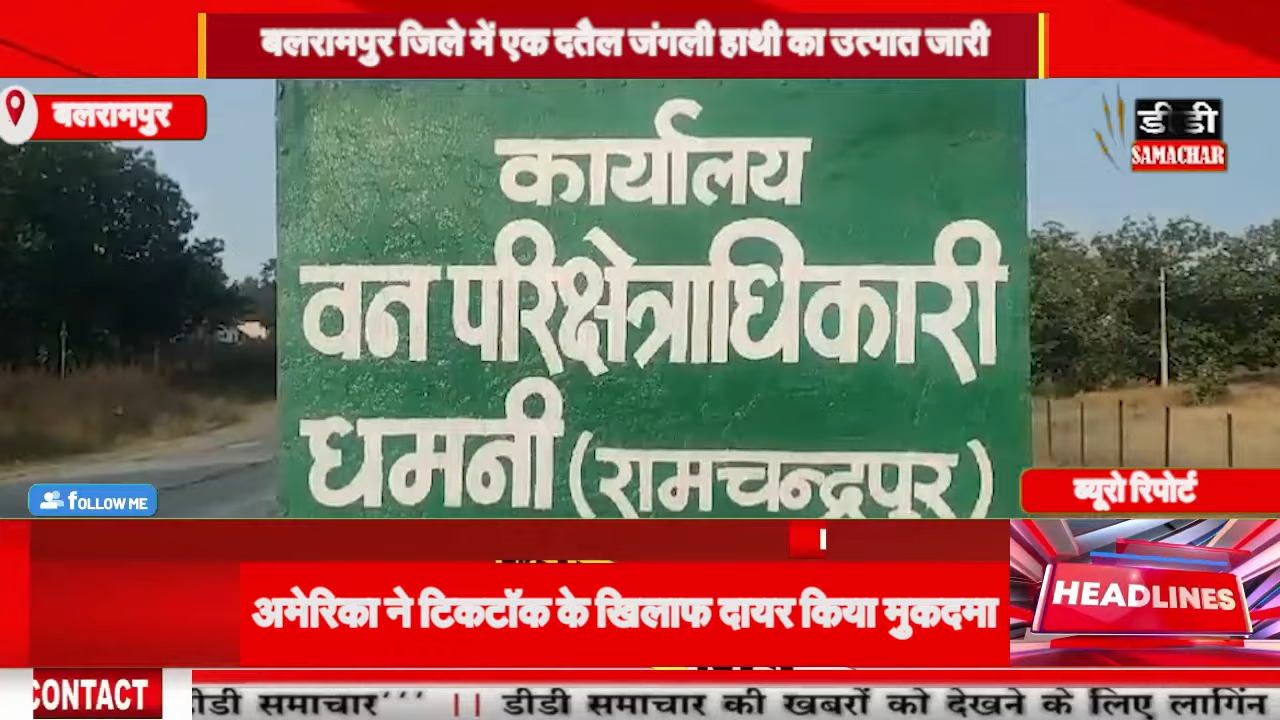 बलरामपुर जिले में एक दतैल जंगली हाथी का उत्पात जारी
बलरामपुर
डीडी
SAMACHAR
कार्यालय
वन परिक्षेत्राधिकारी
धमनी (रामचन्द्रपुर)
FOLLOW ME
ब्यूरो रिपोर्ट
अमेरिका ने टिकटॉक के खिलाफ दायर किया मुकदमा
HEADLINES
CONTACT
डीडी समाचार''' || डीडी समाचार की खबरों को देखने के लिए लागिंन